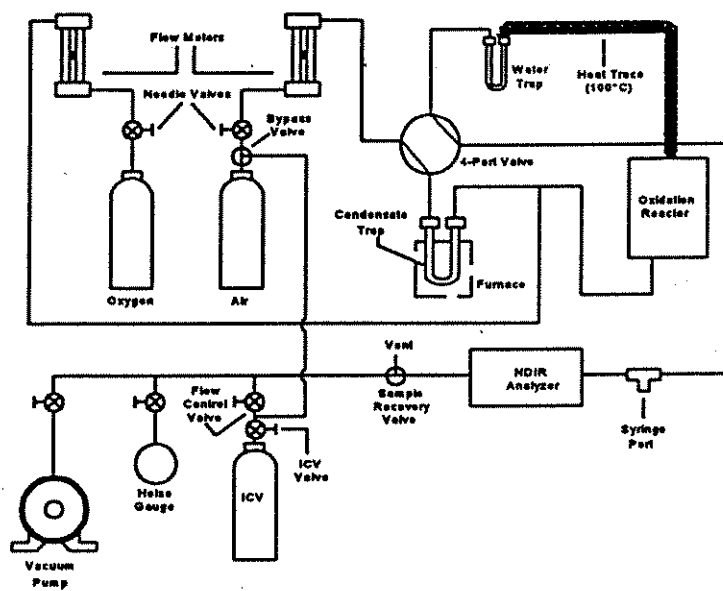 Flow Meters
Needle Valves
Bypass
Valve
Oxygen
Air
Water
Trap
Heat Trace
(100°C)
4-Port Valve
Condensate
Trap
Furnace
Oxidation
Reactor
Vent
Sample
Recovery
Valve
NDIR
Analyzer
Syringe
Port
Flow
Control
Valve
ICV
Valve
ICV
Heise
Gauge
Vacuum
Pump